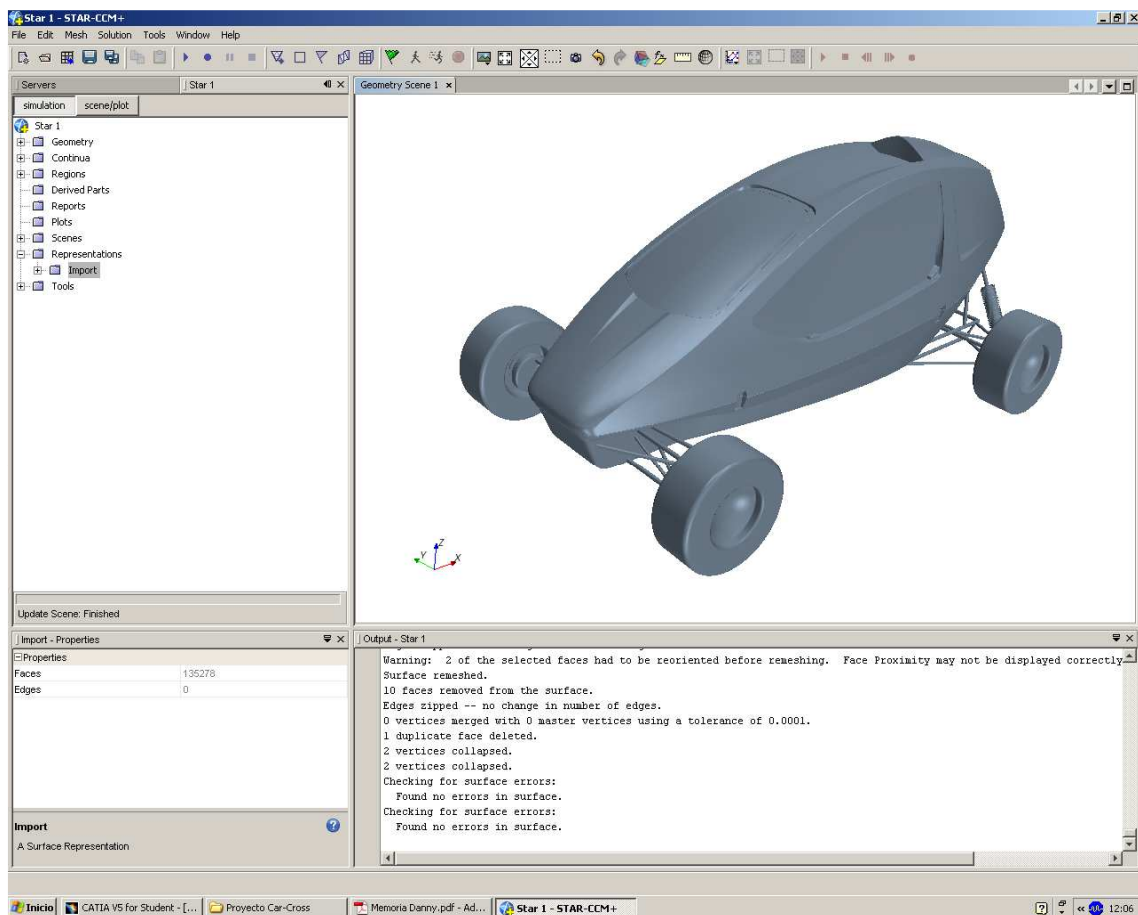 Star 1 - STAR-CCM+
File Edit Mesh Solution Tools Window Help
Servers
Star 1
Geometry Scene 1
simulation
scene/plot
Star 1
Geometry
Continua
Regions
Derived Parts
Reports
Plots
Scenes
Representations
Import
Tools
Z
Y
X
Update Scene: Finished
Import - Properties
Properties
Faces 135278
Edges 0
Import
A Surface Representation
Output - Star 1
Warning: 2 of the selected faces had to be reoriented before remeshing. Face Proximity may not be displayed correctly
Surface remeshed.
10 faces removed from the surface.
Edges zipped -- no change in number of edges.
0 vertices merged with 0 master vertices using a tolerance of 0.0001.
1 duplicate face deleted.
2 vertices collapsed.
2 vertices collapsed.
Checking for surface errors:
Found no errors in surface.
Checking for surface errors:
Found no errors in surface.
Inicio
CATIA V5 for Student - [...
Proyecto Car-Cross
Memoria Danny.pdf - Ad...
Star 1 - STAR-CCM+
12:06